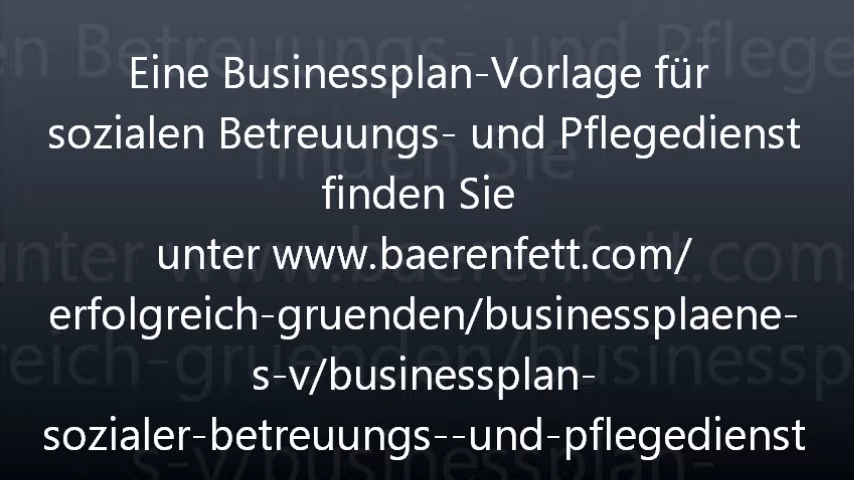 Eine Businessplan-Vorlage für
sozialen Betreuungs- und Pflegedienst
finden Sie
unter www.baerenfett.com/
erfolgreich-gruenden/businessplaene-
s-v/businessplan-
sozialer-betreuungs--und-pflegedienst